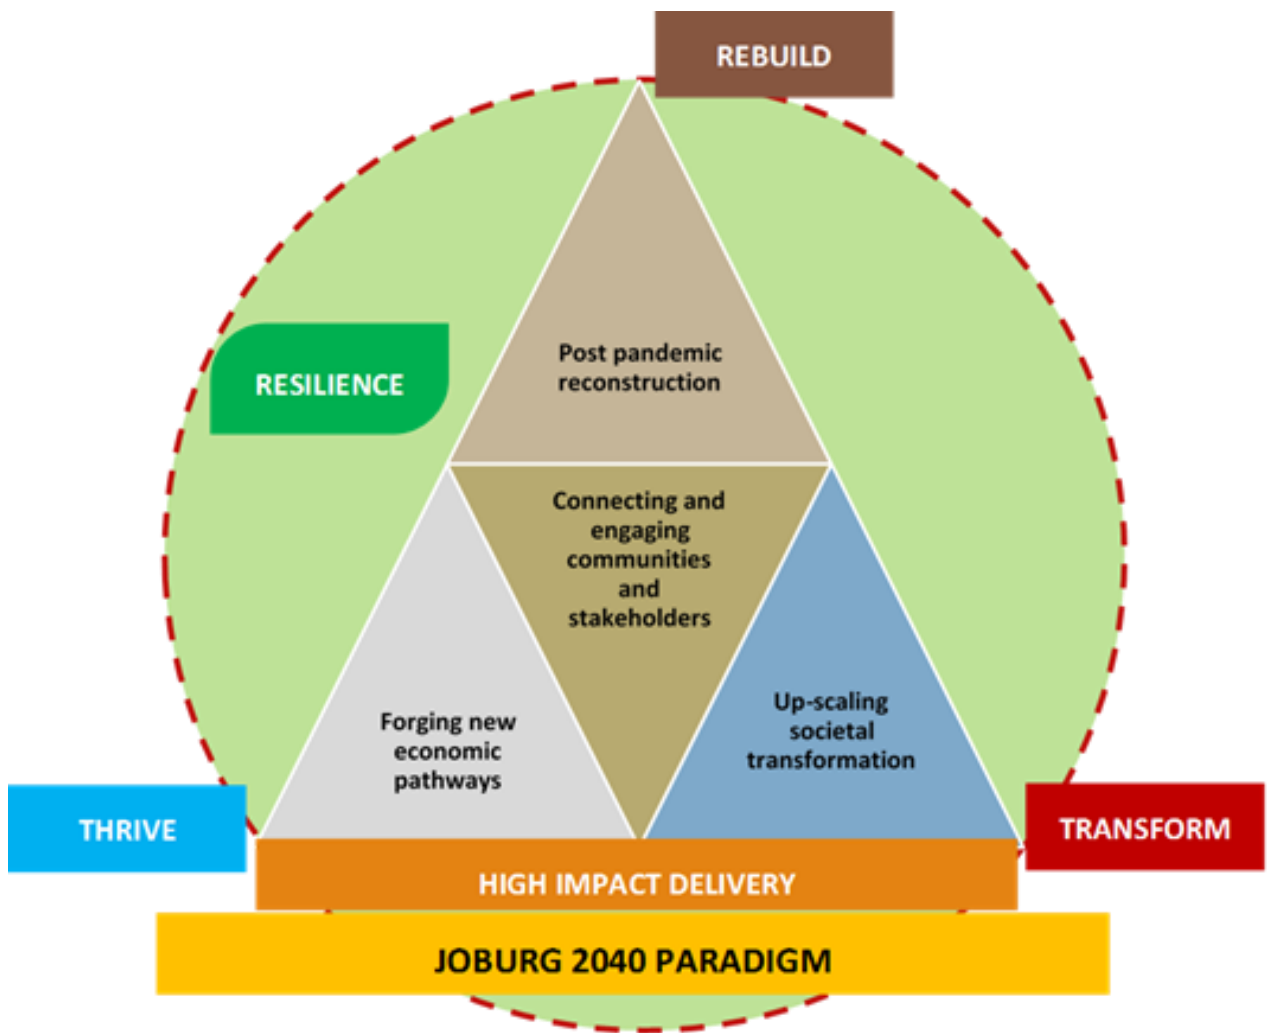 REBUILD
Post pandemic
reconstruction
RESILIENCE
Connecting and
engaging
communities
and
stakeholders
Forging new
economic
pathways
Up-scaling
societal
transformation
THRIVE
TRANSFORM
HIGH IMPACT DELIVERY
JOBURG 2040 PARADIGM